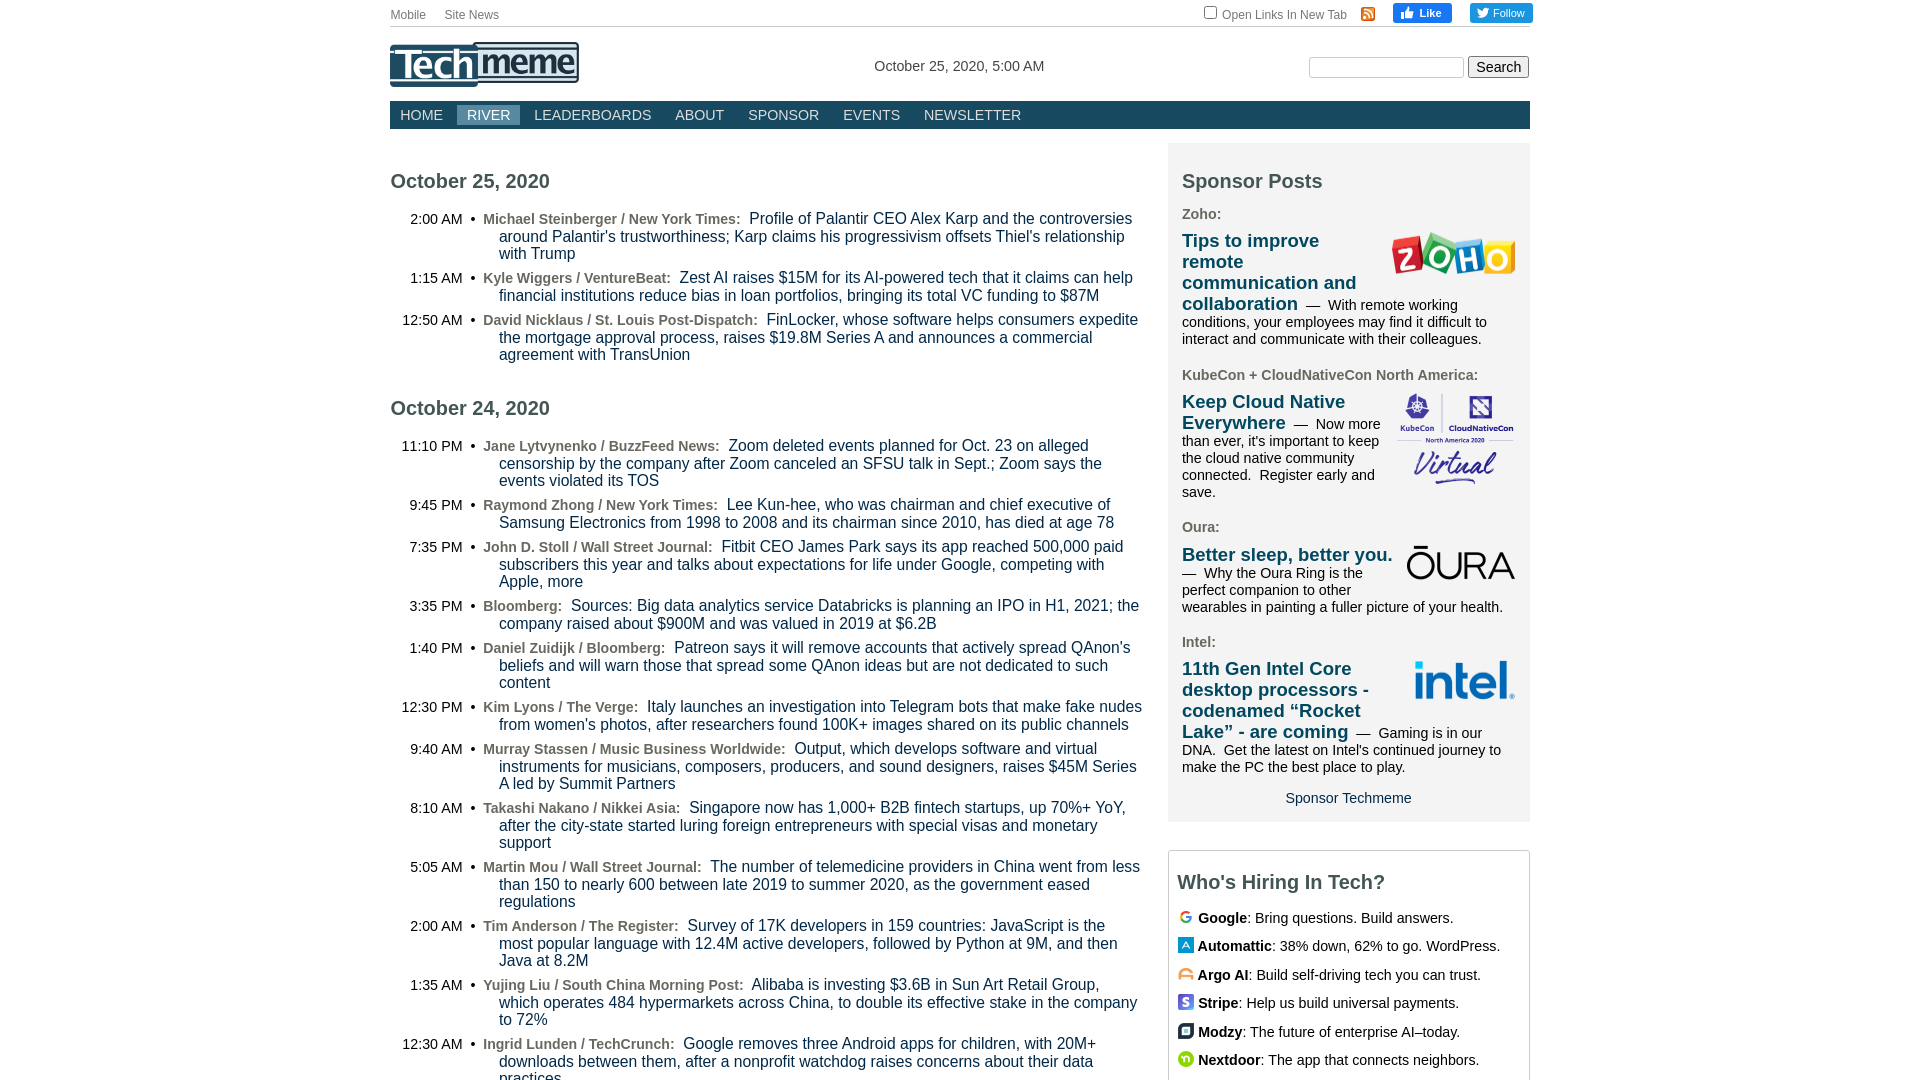 Mobile Site News Open Links In New Tab Like Follow
Techmeme October 25, 2020, 5:00 AM Search
HOME RIVER LEADERBOARDS ABOUT SPONSOR EVENTS NEWSLETTER
October 25, 2020
2:00 AM • Michael Steinberger / New York Times: Profile of Palantir CEO Alex Karp and the controversies
around Palantir's trustworthiness; Karp claims his progressivism offsets Thiel's relationship
with Trump
1:15 AM • Kyle Wiggers / VentureBeat: Zest AI raises $15M for its AI-powered tech that it claims can help
financial institutions reduce bias in loan portfolios, bringing its total VC funding to $87M
12:50 AM • David Nicklaus / St. Louis Post-Dispatch: FinLocker, whose software helps consumers expedite
the mortgage approval process, raises $19.8M Series A and announces a commercial
agreement with TransUnion
October 24, 2020
11:10 PM • Jane Lytvynenko / BuzzFeed News: Zoom deleted events planned for Oct. 23 on alleged
censorship by the company after Zoom canceled an SFSU talk in Sept.; Zoom says the
events violated its TOS
9:45 PM • Raymond Zhong / New York Times: Lee Kun-hee, who was chairman and chief executive of
Samsung Electronics from 1998 to 2008 and its chairman since 2010, has died at age 78
7:35 PM • John D. Stoll / Wall Street Journal: Fitbit CEO James Park says its app reached 500,000 paid
subscribers this year and talks about expectations for life under Google, competing with
Apple, more
3:35 PM • Bloomberg: Sources: Big data analytics service Databricks is planning an IPO in H1, 2021; the
company raised about $900M and was valued in 2019 at $6.2B
1:40 PM • Daniel Zuidijk / Bloomberg: Patreon says it will remove accounts that actively spread QAnon's
beliefs and will warn those that spread some QAnon ideas but are not dedicated to such
content
12:30 PM • Kim Lyons / The Verge: Italy launches an investigation into Telegram bots that make fake nudes
from women's photos, after researchers found 100K+ images shared on its public channels
9:40 AM • Murray Stassen / Music Business Worldwide: Output, which develops software and virtual
instruments for musicians, composers, producers, and sound designers, raises $45M Series
A led by Summit Partners
8:10 AM • Takashi Nakano / Nikkei Asia: Singapore now has 1,000+ B2B fintech startups, up 70%+ YoY,
after the city-state started luring foreign entrepreneurs with special visas and monetary
support
5:05 AM • Martin Mou / Wall Street Journal: The number of telemedicine providers in China went from less
than 150 to nearly 600 between late 2019 to summer 2020, as the government eased
regulations
2:00 AM • Tim Anderson / The Register: Survey of 17K developers in 159 countries: JavaScript is the
most popular language with 12.4M active developers, followed by Python at 9M, and then
Java at 8.2M
1:35 AM • Yujing Liu / South China Morning Post: Alibaba is investing $3.6B in Sun Art Retail Group,
which operates 484 hypermarkets across China, to double its effective stake in the company
to 72%
12:30 AM • Ingrid Lunden / TechCrunch: Google removes three Android apps for children, with 20M+
downloads between them, after a nonprofit watchdog raises concerns about their data
practices
Sponsor Posts
Zoho:
ZOHO
Tips to improve
remote
communication and
collaboration — With remote working
conditions, your employees may find it difficult to
interact and communicate with their colleagues.
KubeCon + CloudNativeCon North America:
KubeCon CloudNativeCon
North America 2020
Virtual
Keep Cloud Native
Everywhere — Now more
than ever, it's important to keep
the cloud native community
connected. Register early and
save.
Oura:
ŌURA
Better sleep, better you.
— Why the Oura Ring is the
perfect companion to other
wearables in painting a fuller picture of your health.
Intel:
intel®
11th Gen Intel Core
desktop processors -
codenamed “Rocket
Lake” - are coming — Gaming is in our
DNA. Get the latest on Intel's continued journey to
make the PC the best place to play.
Sponsor Techmeme
Who's Hiring In Tech?
Google: Bring questions. Build answers.
Automattic: 38% down, 62% to go. WordPress.
Argo AI: Build self-driving tech you can trust.
Stripe: Help us build universal payments.
Modzy: The future of enterprise AI–today.
Nextdoor: The app that connects neighbors.